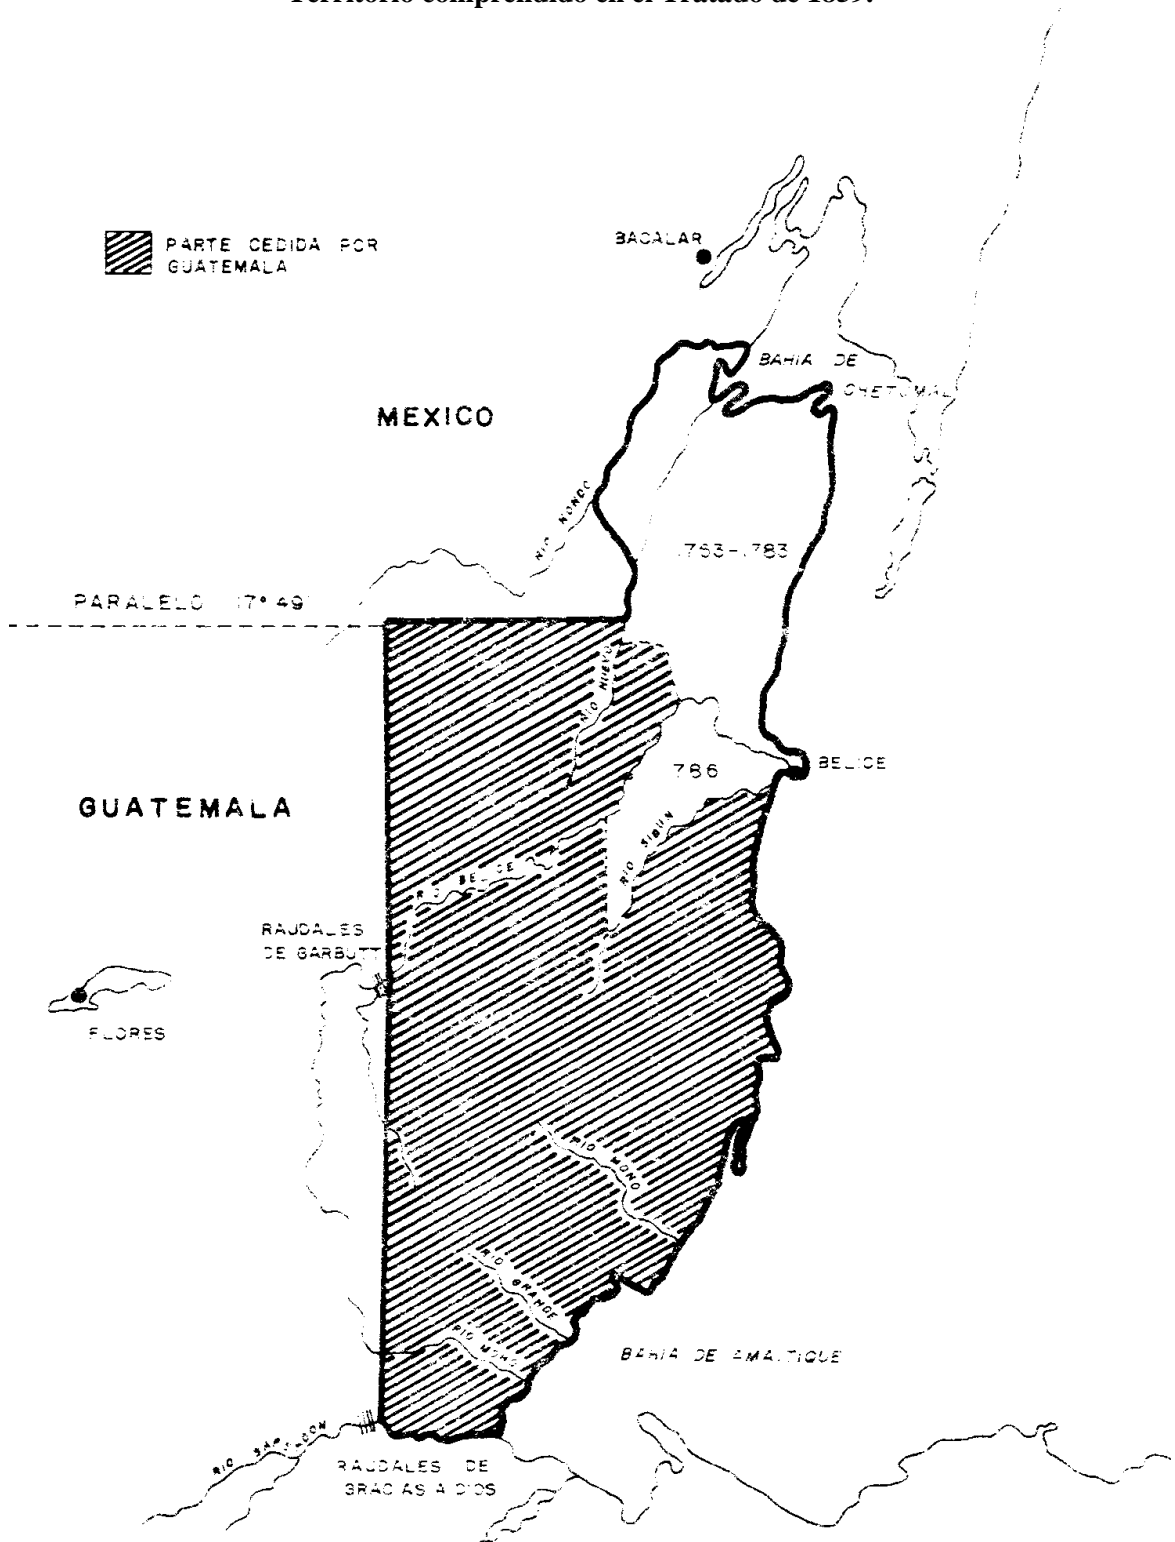 Territorio comprendido en el Tratado de 1859.
PARTE CEDIDA POR
GUATEMALA
BACALAR
BAHIA DE
CHETUMAL
MEXICO
RIO HONDO
1763-1783
PARALELO 17° 49'
RIO NUEVO
BELICE
786
GUATEMALA
RIO SIBUN
RIO BELICE
RAUDALES
DE GARBUTT
FLORES
RIO MONO
RIO GRANDE
RIO MOHO
BAHIA DE AMATIQUE
RIO SARSTOON
RAUDALES DE
GRACIAS A DIOS